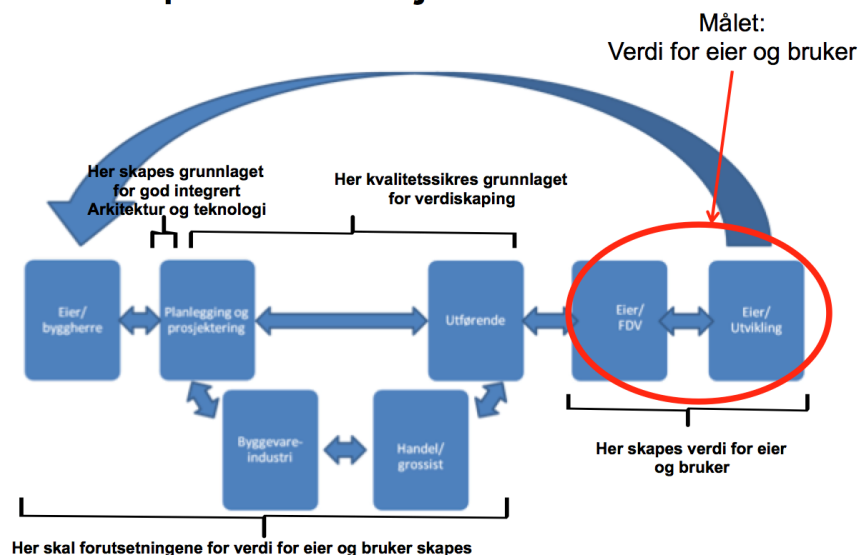 Målet:
Verdi for eier og bruker
Her skapes grunnlaget
for god integrert
Arkitektur og teknologi
Her kvalitetssikres grunnlaget
for verdiskaping
Eier/
byggherre
Planlegging og
prosjektering
Utførende
Eier/
FDV
Eier/
Utvikling
Byggevare-
industri
Handel/
grossist
Her skapes verdi for eier
og bruker
Her skal forutsetningene for verdi for eier og bruker skapes